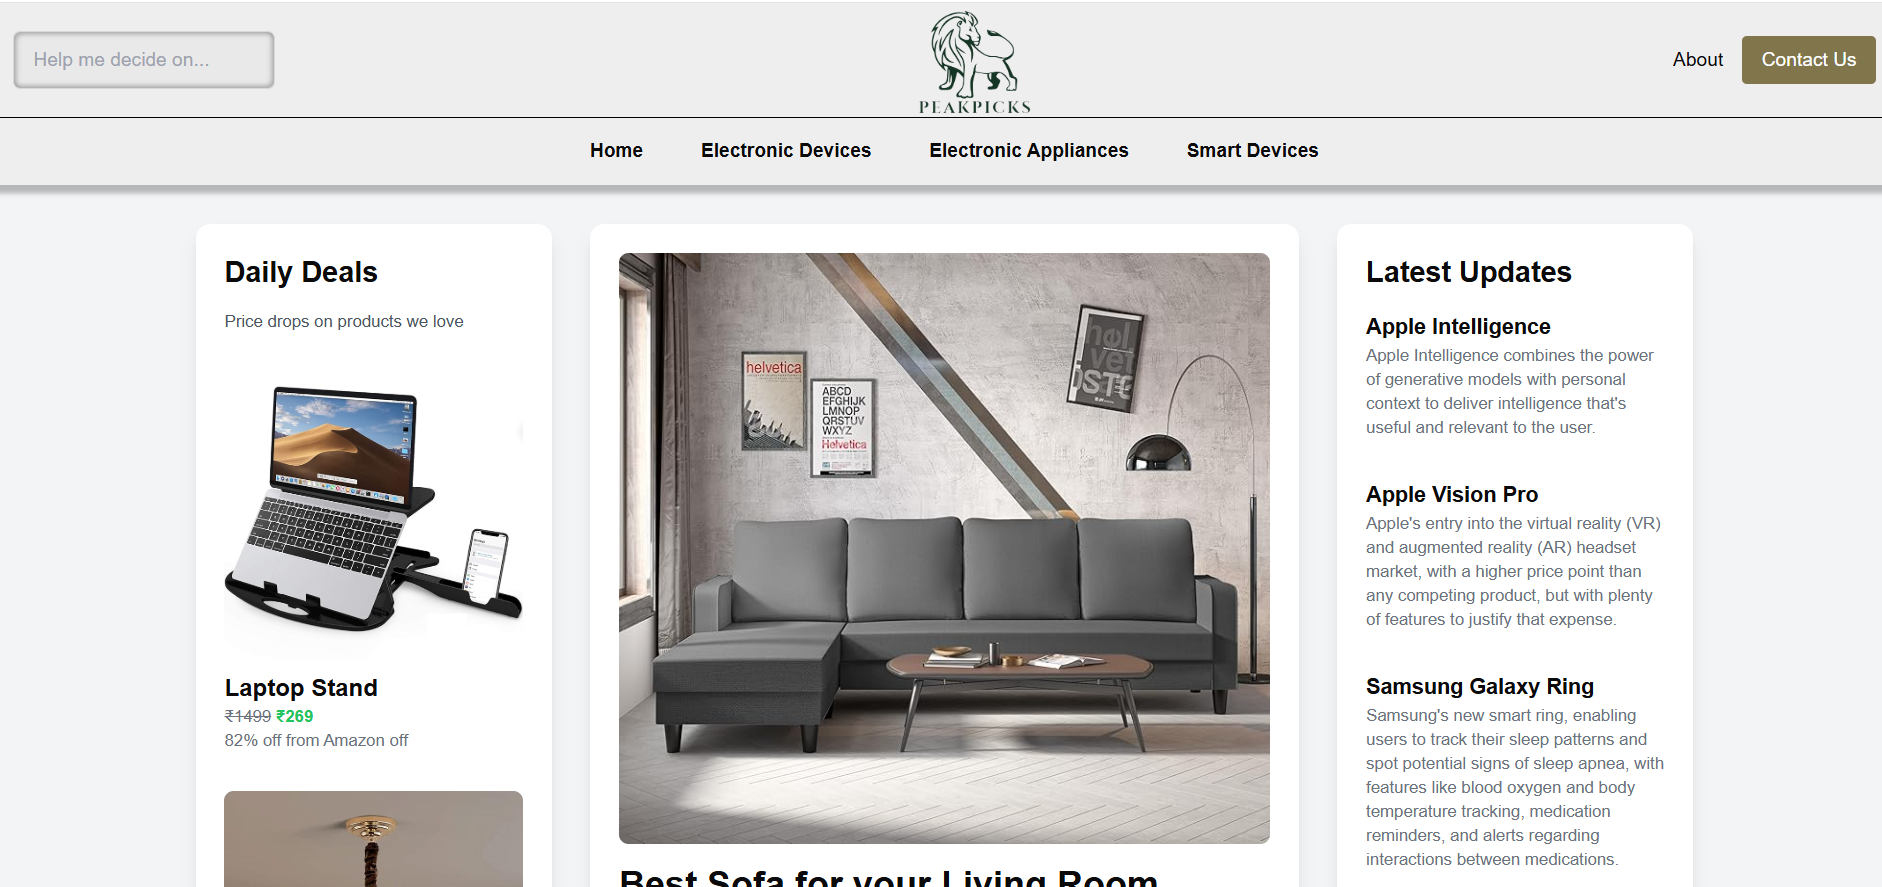 Help me decide on...
PEAKPICKS
About
Contact Us
Home
Electronic Devices
Electronic Appliances
Smart Devices
Daily Deals
Price drops on products we love
Laptop Stand
₹1499 ₹269
82% off from Amazon off
helvetica
ABCD
EFGHIJK
LMNOP
QRSTUV
WXYZ
Helvetica
hel
vet
Best Sofa for your Living Room
Latest Updates
Apple Intelligence
Apple Intelligence combines the power
of generative models with personal
context to deliver intelligence that's
useful and relevant to the user.
Apple Vision Pro
Apple's entry into the virtual reality (VR)
and augmented reality (AR) headset
market, with a higher price point than
any competing product, but with plenty
of features to justify that expense.
Samsung Galaxy Ring
Samsung's new smart ring, enabling
users to track their sleep patterns and
spot potential signs of sleep apnea, with
features like blood oxygen and body
temperature tracking, medication
reminders, and alerts regarding
interactions between medications.